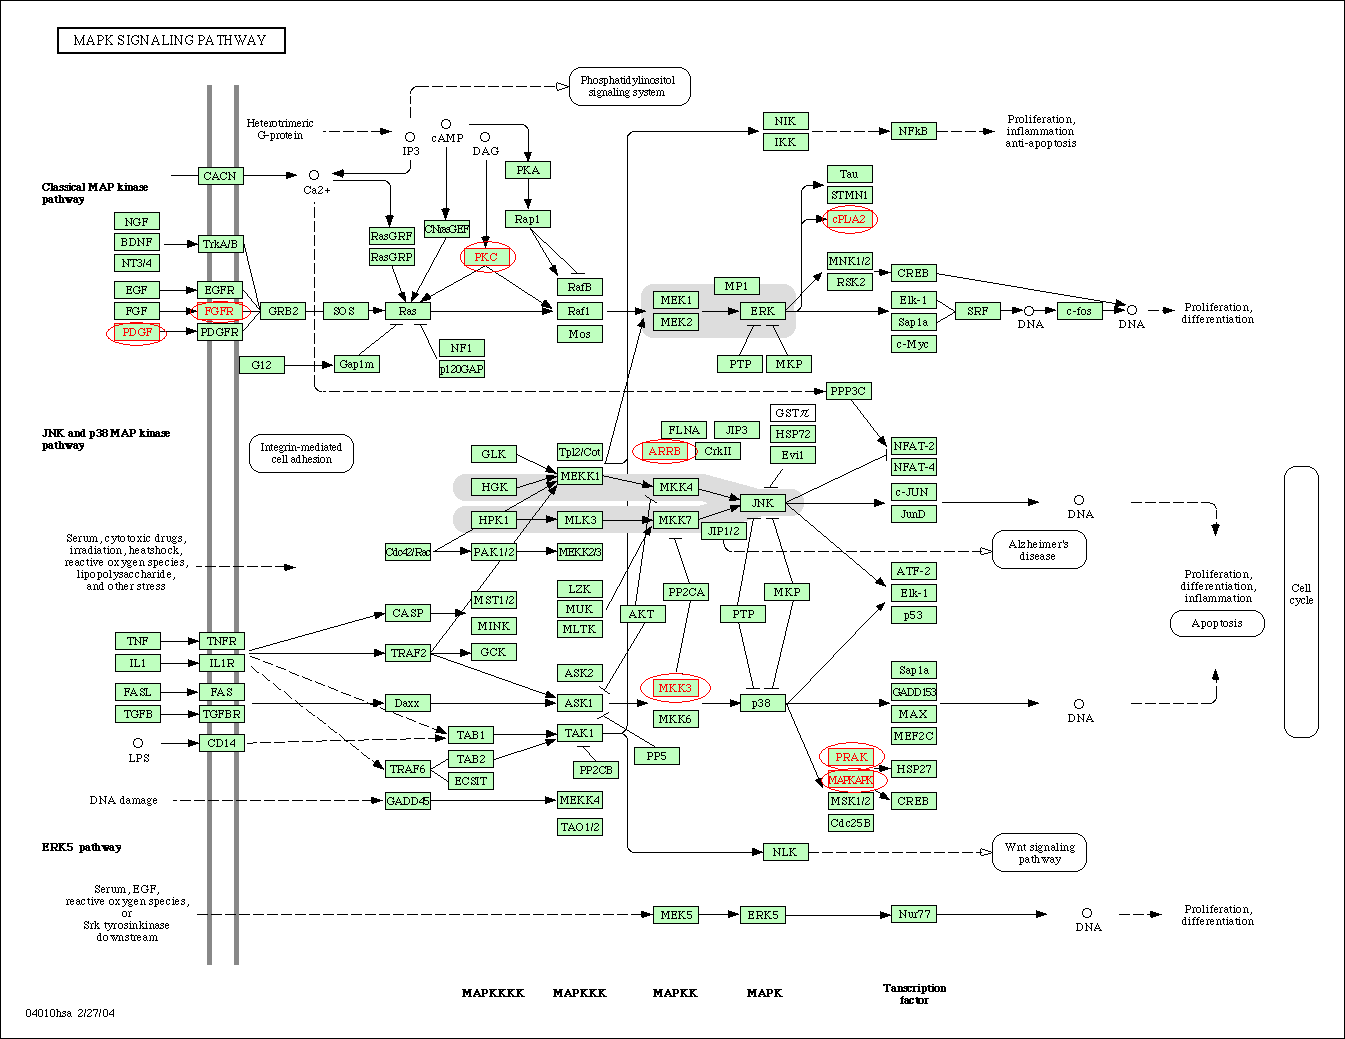 MAPK SIGNALING PATHWAY
Phosphatidylinositol
signaling system
Heterotrimeric
G-protein
IP3
cAMP
DAG
NIK
IKK
NFkB
Proliferation,
inflammation
anti-apoptosis
CACN
Ca2+
PKA
Tau
STMN1
cPLA2
Classical MAP kinase
pathway
NGF
BDNF
NT3/4
TrkA/B
RasGRF
RasGRP
CNrasGEF
PKC
Rap1
MNK1/2
RSK2
CREB
EGF
FGF
PDGF
EGFR
FGFR
PDGFR
GRB2
SOS
Ras
RafB
Raf1
Mos
MEK1
MEK2
MP1
ERK
Elk-1
Sap1a
c-Myc
SRF
DNA
c-fos
DNA
Proliferation,
differentiation
G12
Gap1m
NF1
p120GAP
PTP
MKP
PPP3C
JNK and p38 MAP kinase
pathway
Integrin-mediated
cell adhesion
GLK
HGK
HPK1
Tpl2/Cot
MEKK1
MLK3
FLNA
ARRB
JIP3
CrkII
GSTπ
HSP72
Evi1
MKK4
MKK7
JNK
JIP1/2
NFAT-2
NFAT-4
c-JUN
JunD
DNA
Serum, cytotoxic drugs,
irradiation, heatshock,
reactive oxygen species,
lipopolysaccharide,
and other stress
Cdc42/Rac
PAK1/2
MEKK2/3
Alzheimer's
disease
LZK
MUK
MLTK
PP2CA
AKT
PTP
MKP
ATF-2
Elk-1
p53
Proliferation,
differentiation,
inflammation
Apoptosis
Cell
cycle
CASP
MST1/2
MINK
TRAF2
GCK
TNF
IL1
FASL
TGFB
LPS
TNFR
IL1R
FAS
TGFBR
CD14
ASK2
ASK1
TAK1
Daxx
MKK3
MKK6
p38
Sap1a
GADD153
MAX
MEF2C
DNA
TAB1
TAB2
ECSIT
TRAF6
PP2CB
PP5
PRAK
MAPKAPK
MSK1/2
Cdc25B
HSP27
CREB
DNA damage
GADD45
MEKK4
TAO1/2
ERK5 pathway
NLK
Wnt signaling
pathway
Serum, EGF,
reactive oxygen species,
or
Srk tyrosinkinase
downstream
MEK5
ERK5
Nur77
DNA
Proliferation,
differentiation
MAPKKKK
MAPKKK
MAPKK
MAPK
Tanscription
factor
04010hsa 2/27/04